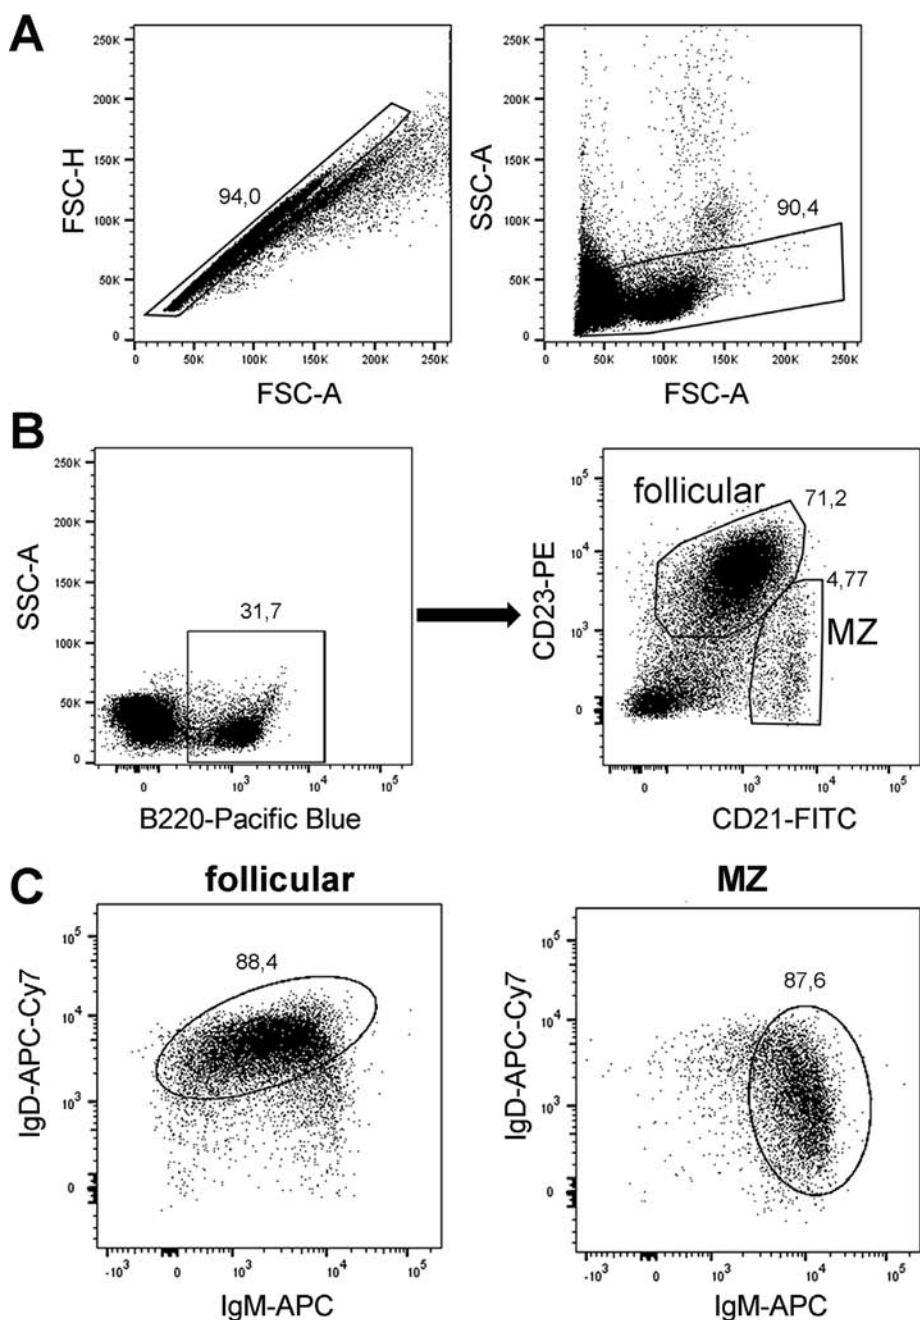 A
250K
200K
150K
100K
50K
0
FSC-H
94,0
0 50K 100K 150K 200K 250K
FSC-A
250K
200K
150K
100K
50K
0
SSC-A
90,4
0 50K 100K 150K 200K 250K
FSC-A
B
250K
200K
150K
100K
50K
0
SSC-A
31,7
0 10³ 10⁴ 10⁵
B220-Pacific Blue
10⁵
10⁴
10³
0
CD23-PE
follicular
71,2
4,77
MZ
0 10³ 10⁴ 10⁵
CD21-FITC
C
follicular
10⁵
10⁴
10³
0
IgD-APC-Cy7
88,4
-10³ 0 10³ 10⁴ 10⁵
IgM-APC
MZ
10⁵
10⁴
10³
0
IgD-APC-Cy7
87,6
-10³ 0 10³ 10⁴ 10⁵
IgM-APC